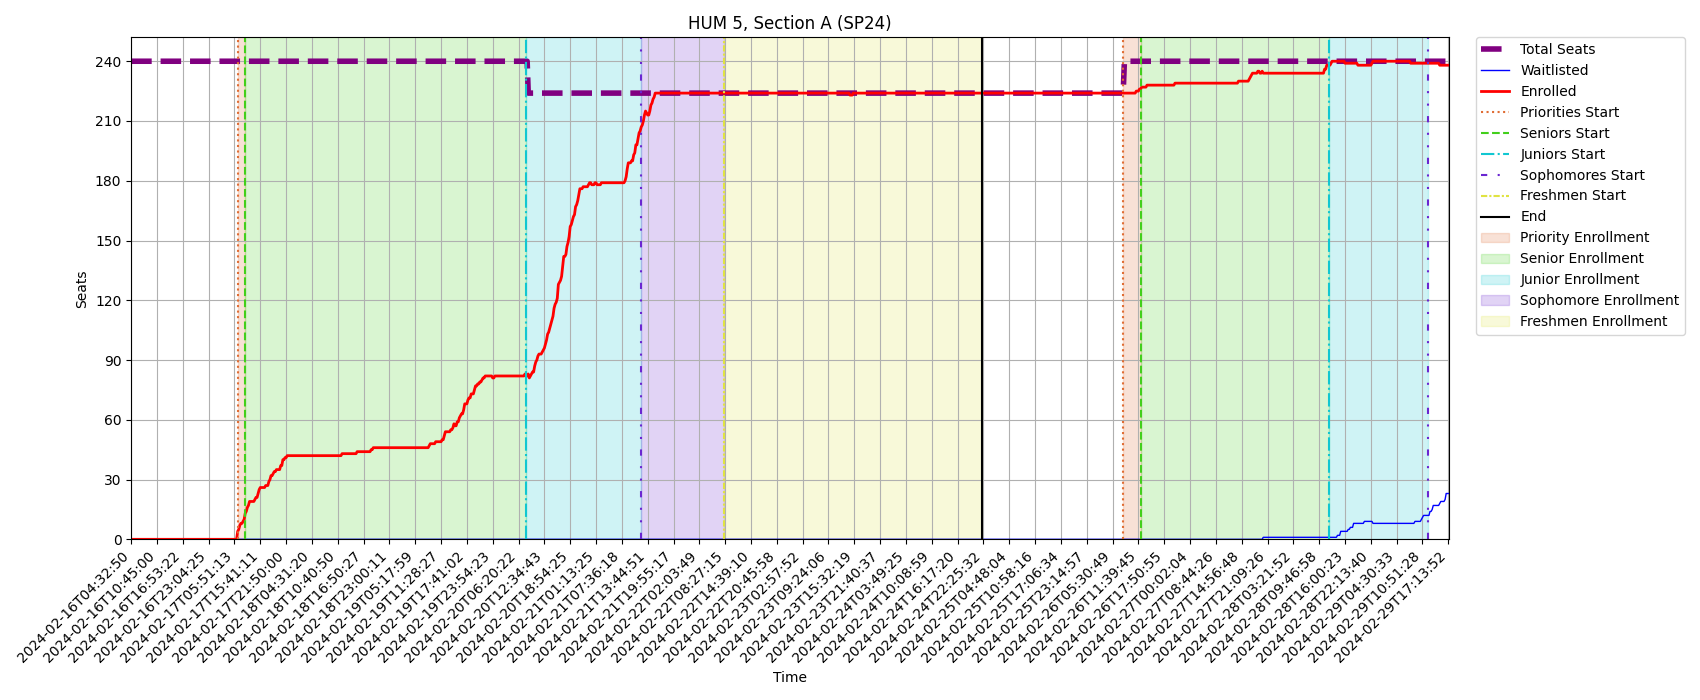 HUM 5, Section A (SP24)
Seats
240
210
180
150
120
90
60
30
0
2024-02-16T04:32:50
2024-02-16T10:45:00
2024-02-16T16:53:22
2024-02-16T23:04:25
2024-02-17T05:51:13
2024-02-17T15:41:11
2024-02-17T21:50:00
2024-02-18T04:31:20
2024-02-18T10:40:50
2024-02-18T16:50:27
2024-02-18T23:00:11
2024-02-19T05:17:59
2024-02-19T11:28:27
2024-02-19T17:41:02
2024-02-19T23:54:23
2024-02-20T06:20:22
2024-02-20T12:34:43
2024-02-20T18:54:25
2024-02-21T01:13:25
2024-02-21T07:36:18
2024-02-21T13:44:51
2024-02-21T19:55:17
2024-02-22T02:03:49
2024-02-22T08:27:15
2024-02-22T14:39:10
2024-02-22T20:45:58
2024-02-23T02:57:52
2024-02-23T09:24:06
2024-02-23T15:32:19
2024-02-23T21:40:37
2024-02-24T03:49:25
2024-02-24T10:08:59
2024-02-24T16:17:20
2024-02-24T22:25:32
2024-02-25T04:48:04
2024-02-25T10:58:16
2024-02-25T17:06:34
2024-02-25T23:14:57
2024-02-26T05:30:49
2024-02-26T11:39:45
2024-02-26T17:50:55
2024-02-27T00:02:04
2024-02-27T08:44:26
2024-02-27T14:56:48
2024-02-27T21:09:26
2024-02-28T03:21:52
2024-02-28T09:46:58
2024-02-28T16:00:23
2024-02-28T22:13:40
2024-02-29T04:30:33
2024-02-29T10:51:28
2024-02-29T17:13:52
Time
Total Seats
Waitlisted
Enrolled
Priorities Start
Seniors Start
Juniors Start
Sophomores Start
Freshmen Start
End
Priority Enrollment
Senior Enrollment
Junior Enrollment
Sophomore Enrollment
Freshmen Enrollment